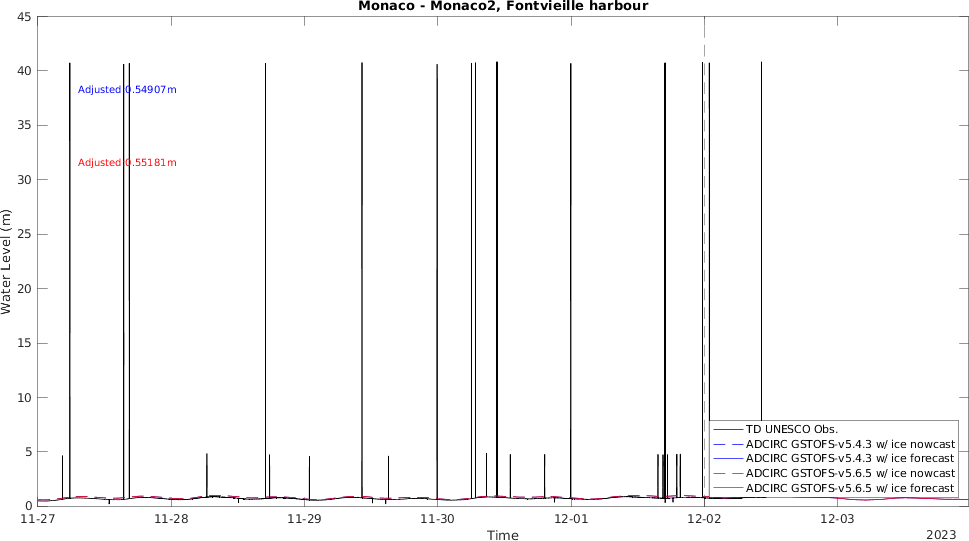 Monaco - Monaco2, Fontvieille harbour
45
40
35
30
25
20
15
10
5
0
Water Level (m)
Adjusted 0.54907m
Adjusted 0.55181m
TD UNESCO Obs.
ADCIRC GSTOFS-v5.4.3 w/ ice nowcast
ADCIRC GSTOFS-v5.4.3 w/ ice forecast
ADCIRC GSTOFS-v5.6.5 w/ ice nowcast
ADCIRC GSTOFS-v5.6.5 w/ ice forecast
11-27 11-28 11-29 11-30 12-01 12-02 12-03
Time
2023